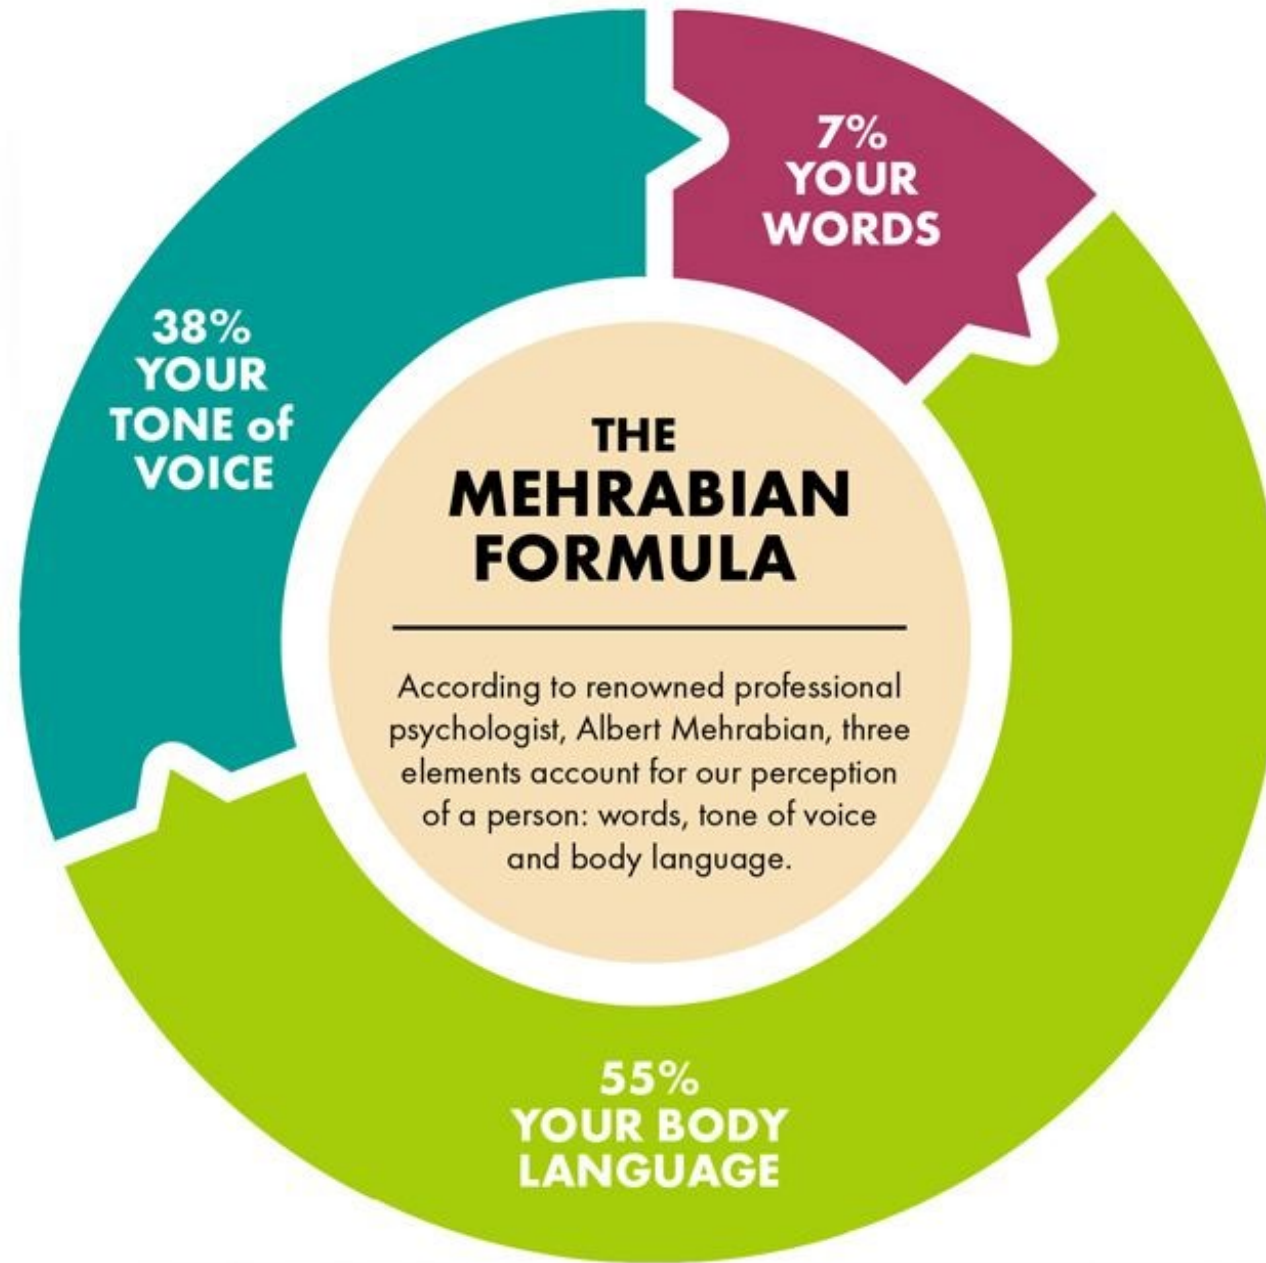 7%
YOUR
WORDS
38%
YOUR
TONE of
VOICE
THE
MEHRABIAN
FORMULA
According to renowned professional
psychologist, Albert Mehrabian, three
elements account for our perception
of a person: words, tone of voice
and body language.
55%
YOUR BODY
LANGUAGE